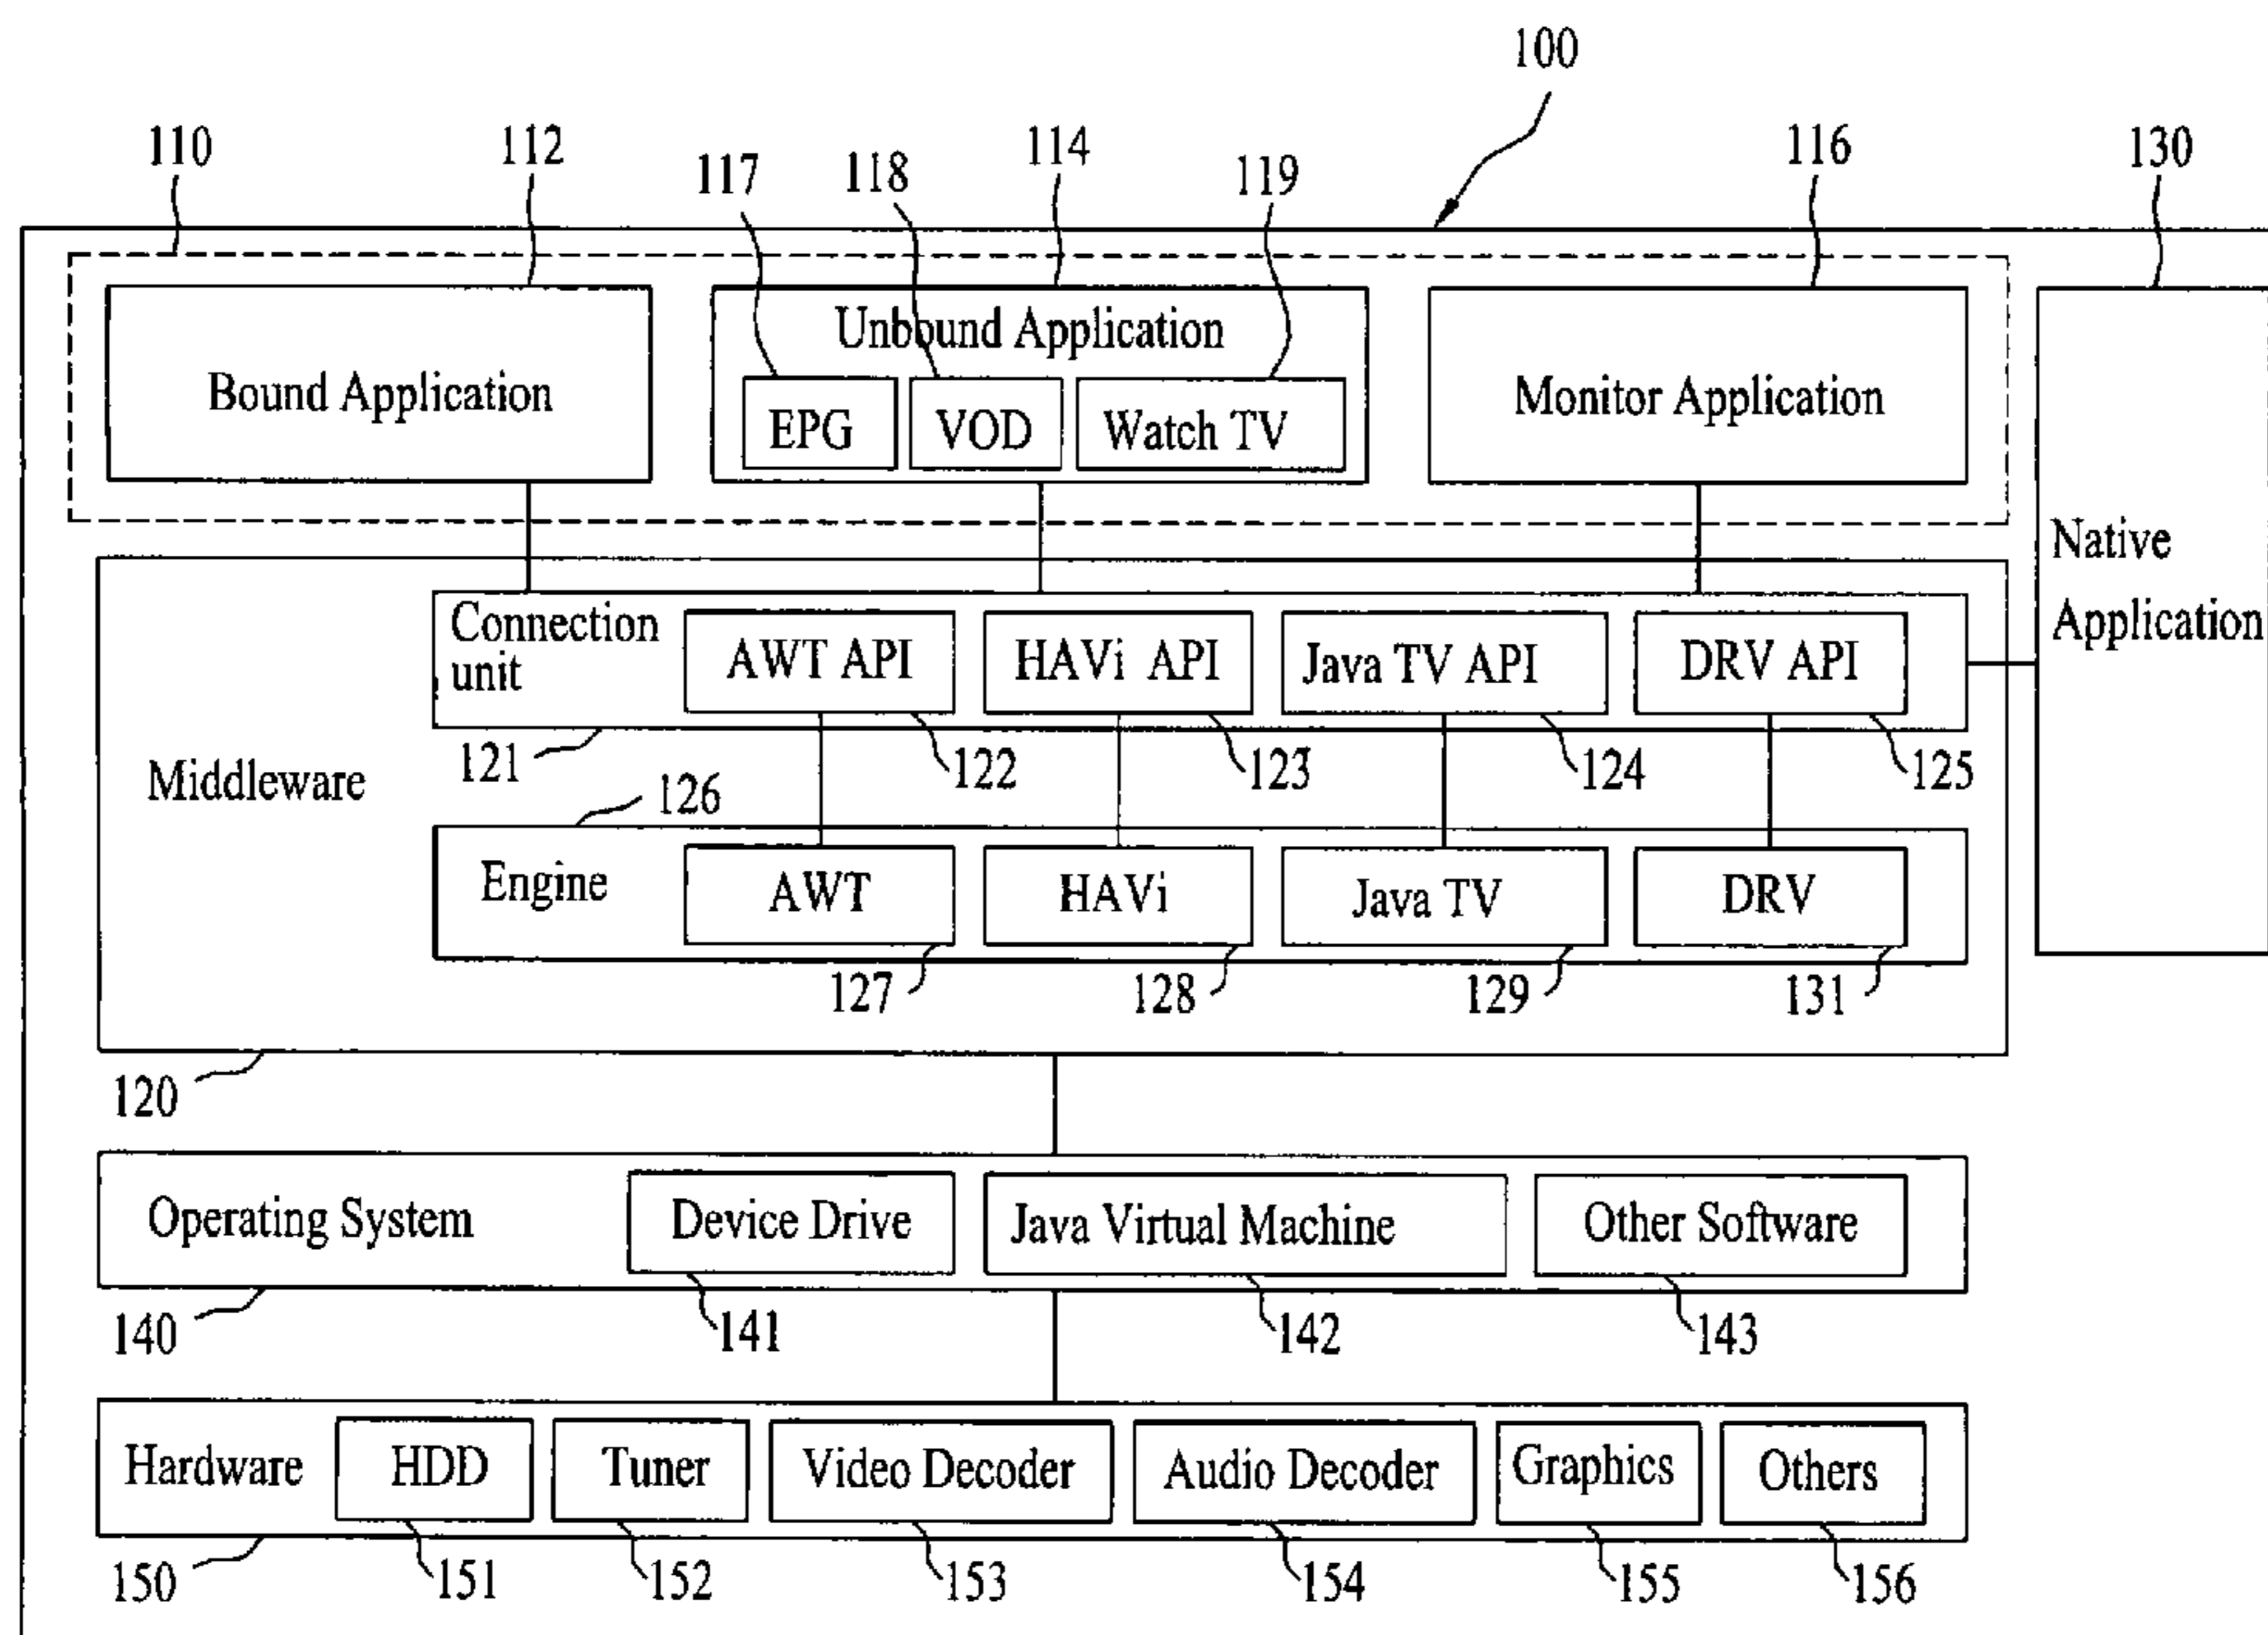 100
110
112
117
118
114
119
116
130
Unbound Application
Bound Application
EPG
VOD
Watch TV
Monitor Application
Native
Application
Connection
unit
AWT API
HAVi API
Java TV API
DRV API
121
122
123
124
125
Middleware
126
Engine
AWT
HAVi
Java TV
DRV
127
128
129
131
120
Operating System
Device Drive
Java Virtual Machine
Other Software
140
141
142
143
Hardware
HDD
Tuner
Video Decoder
Audio Decoder
Graphics
Others
150
151
152
153
154
155
156